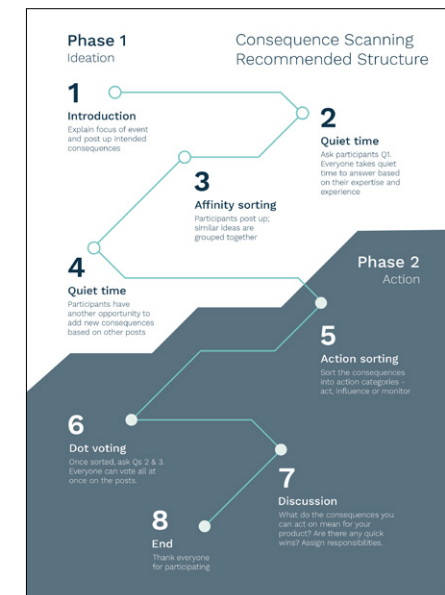 Phase 1
Ideation
Consequence Scanning
Recommended Structure
1
Introduction
Explain focus of event
and post up intended
consequences
2
Quiet time
Ask participants Q1.
Everyone takes quiet
time to answer based
on their expertise and
experience
3
Affinity sorting
Participants post up;
similar ideas are
grouped together
4
Quiet time
Participants have
another opportunity to
add new consequences
based on other posts
Phase 2
Action
5
Action sorting
Sort the consequences
into action categories –
act, influence or monitor
6
Dot voting
Once sorted, ask Qs 2 & 3.
Everyone can vote all at
once on the posts.
7
Discussion
What do the consequences you
can act on mean for your
product? Are there any quick
wins? Assign responsibilities.
8
End
Thank everyone
for participating